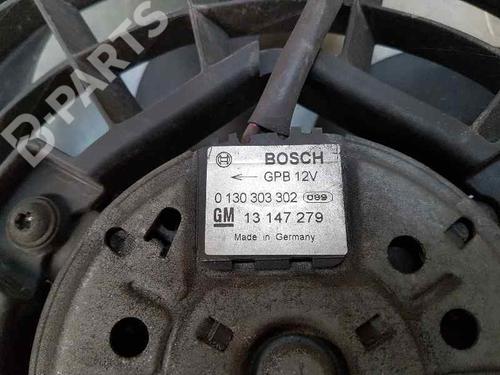 B-PARTS
BOSCH
← GPB 12V
0 130 303 302 099
GM 13 147 279
Made in Germany